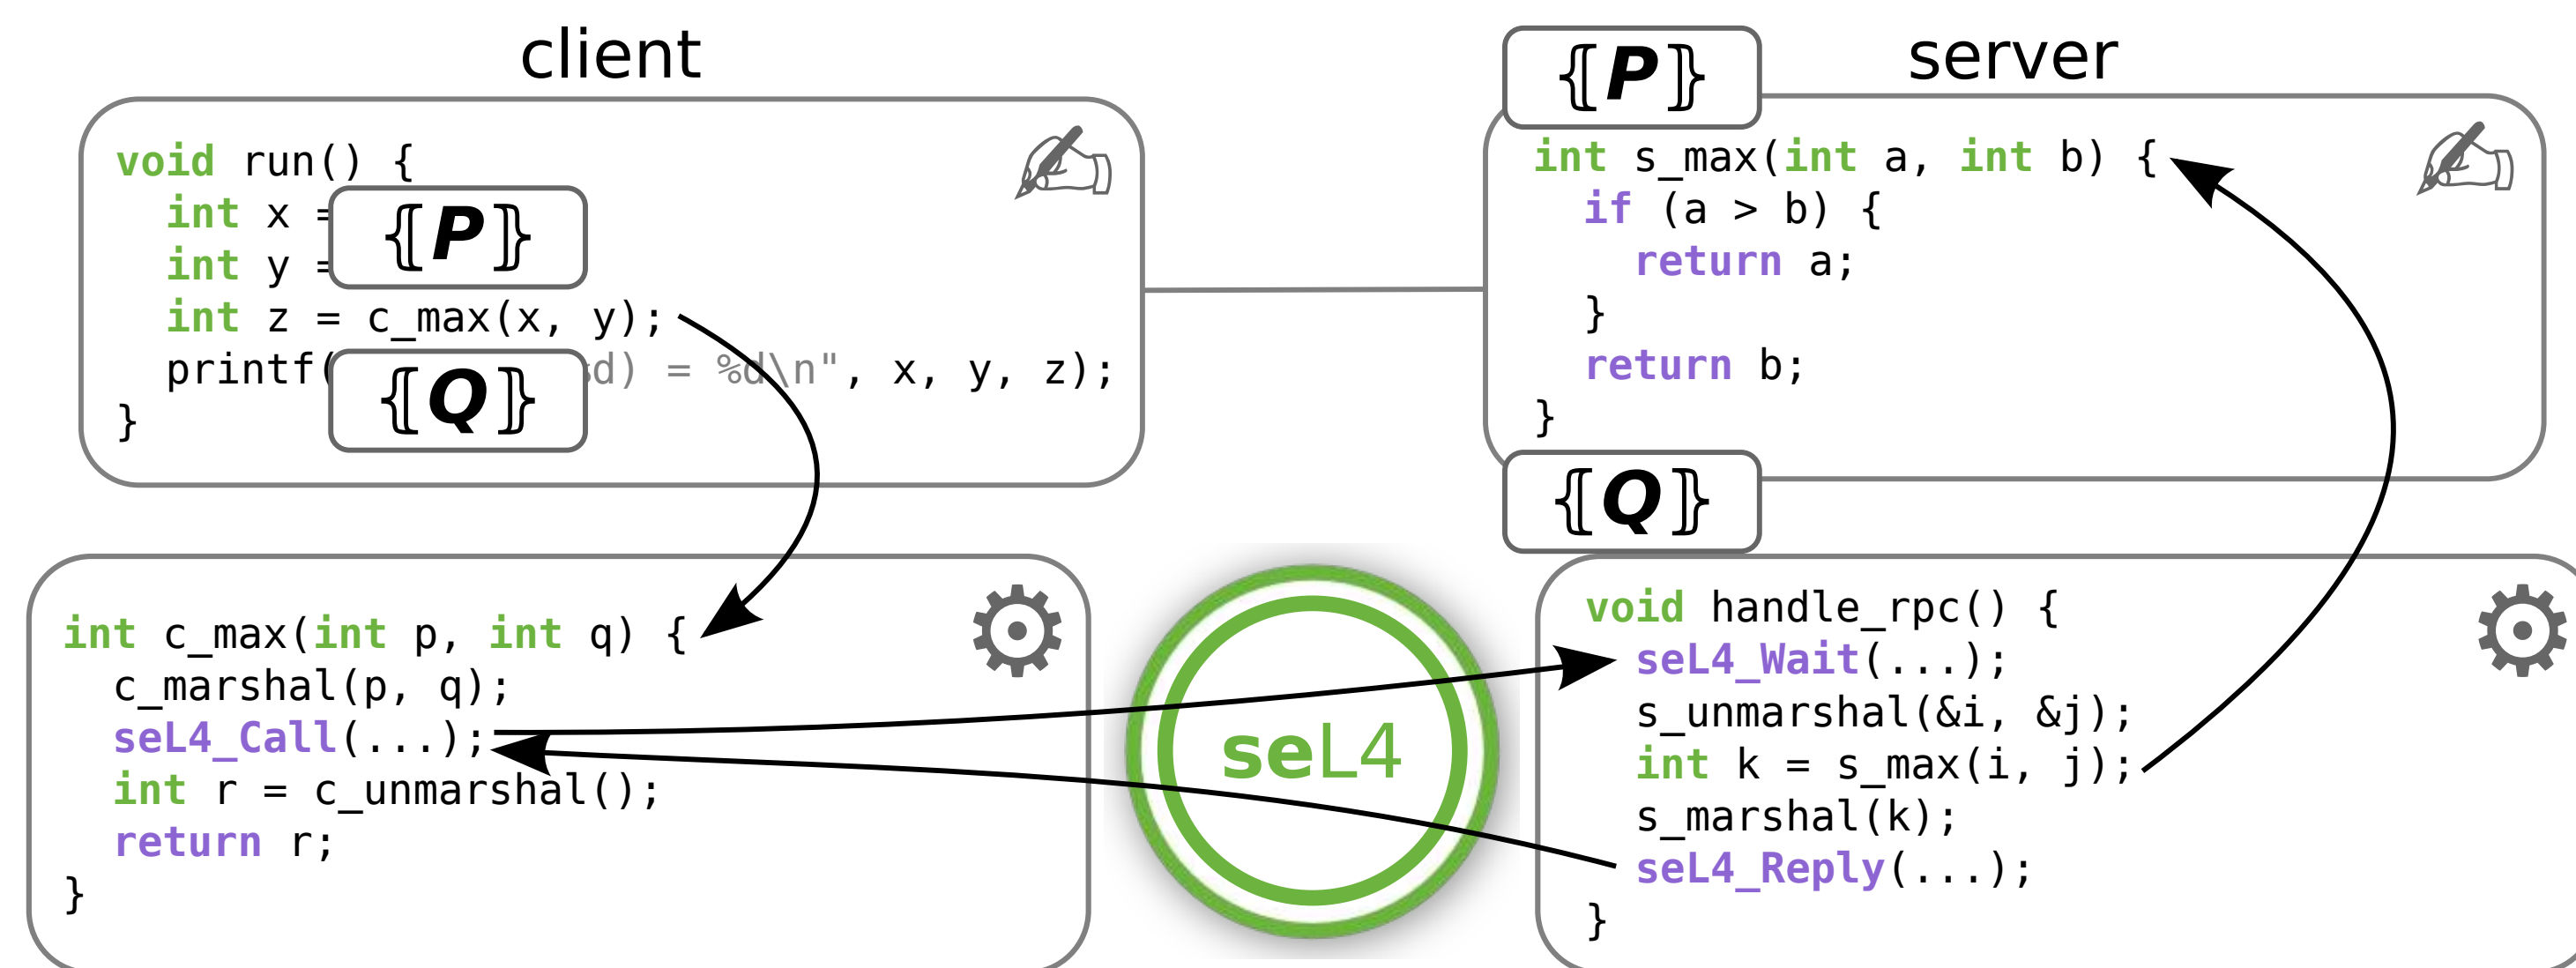 client
void run() {
int x =
{[P]}
int y =
int z = c_max(x, y);
printf( d) = %d\n", x, y, z);
{[Q]}
}
server
{[P]}
int s_max(int a, int b) {
if (a > b) {
return a;
}
return b;
}
{[Q]}
int c_max(int p, int q) {
c_marshal(p, q);
seL4_Call(...);
int r = c_unmarshal();
return r;
}
seL4
void handle_rpc() {
seL4_Wait(...);
s_unmarshal(&i, &j);
int k = s_max(i, j);
s_marshal(k);
seL4_Reply(...);
}